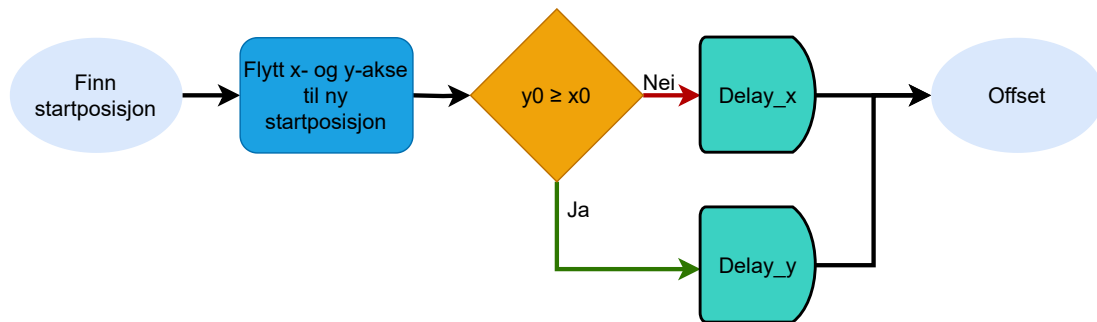 Finn
startposisjon
Flytt x- og y-akse
til ny
startposisjon
y0 ≥ x0
Nei
Delay_x
Offset
Ja
Delay_y